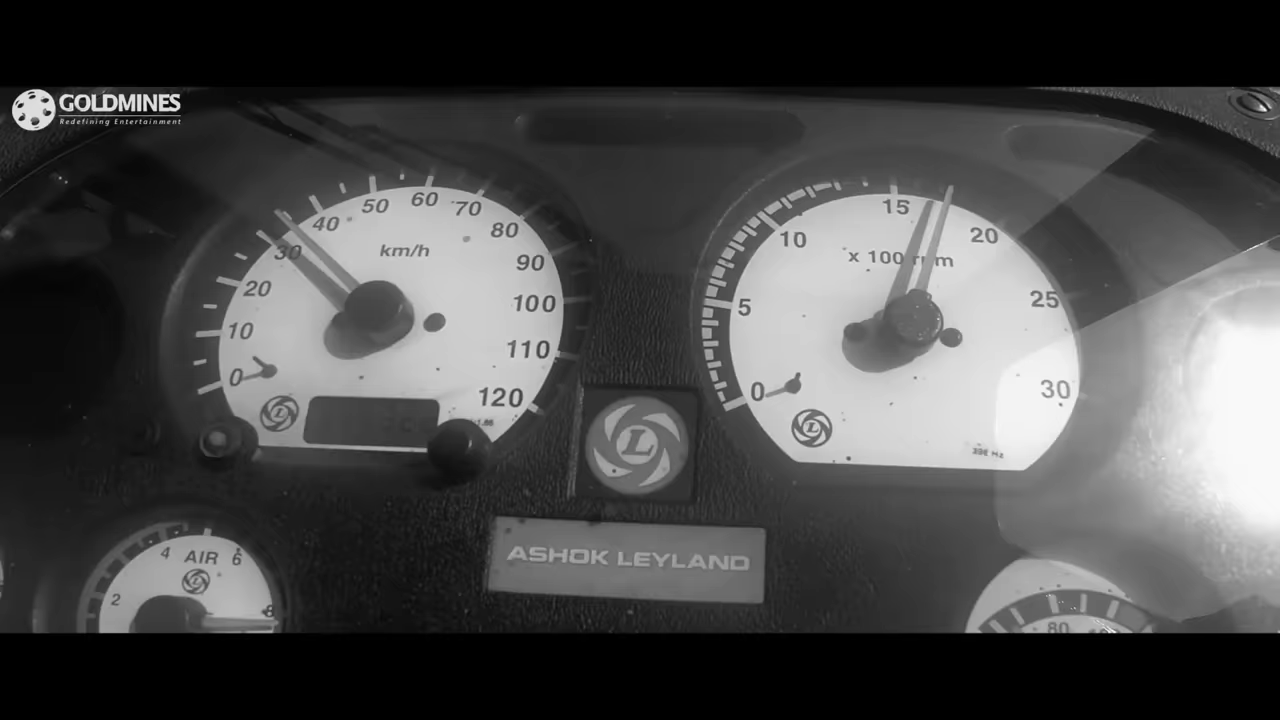 GOLDMINES
Redefining Entertainment
0
10
20
30
40
50
60
70
80
90
100
110
120
km/h
L
0
5
10
15
20
25
30
x 100 rpm
L
L
ASHOK LEYLAND
2
4
AIR
6
8
80